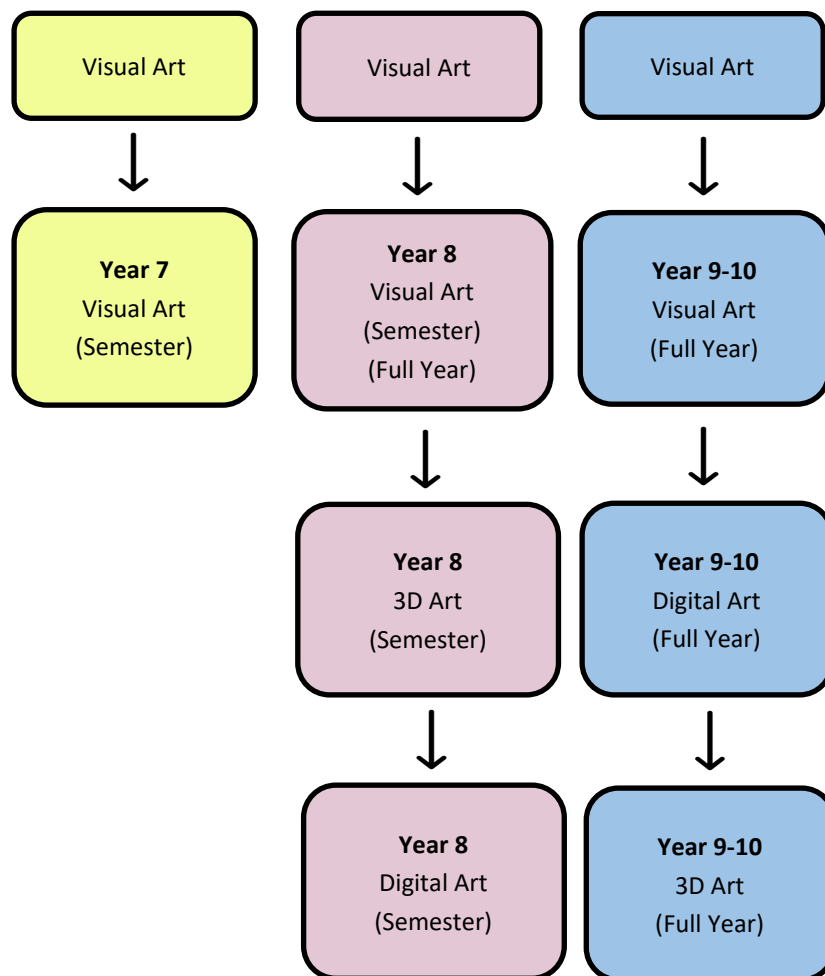 Visual Art
Visual Art
Visual Art
Year 7
Visual Art
(Semester)
Year 8
Visual Art
(Semester)
(Full Year)
Year 9-10
Visual Art
(Full Year)
Year 8
3D Art
(Semester)
Year 9-10
Digital Art
(Full Year)
Year 8
Digital Art
(Semester)
Year 9-10
3D Art
(Full Year)